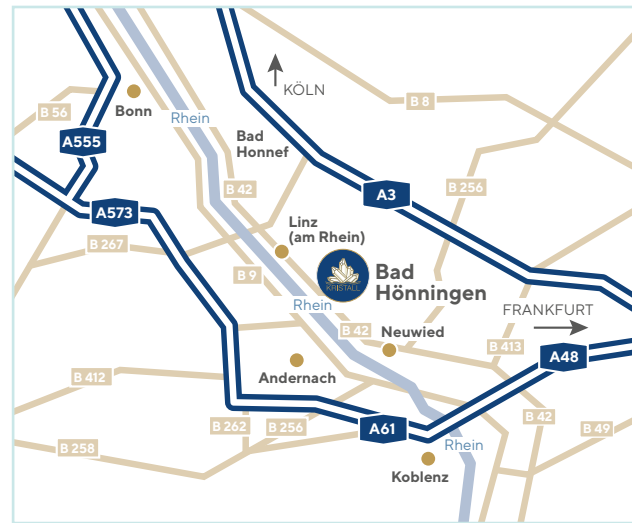 KÖLN
B 8
B 56
Bonn
Rhein
Bad
Honnef
A555
B 42
A3
B 256
A573
Linz
(am Rhein)
B 267
B 9
KRISTALL
Bad
Hönningen
Rhein
FRANKFURT
B 42
Neuwied
B 413
A48
Andernach
B 412
B 262
B 256
A61
B 42
B 49
B 258
Rhein
Koblenz